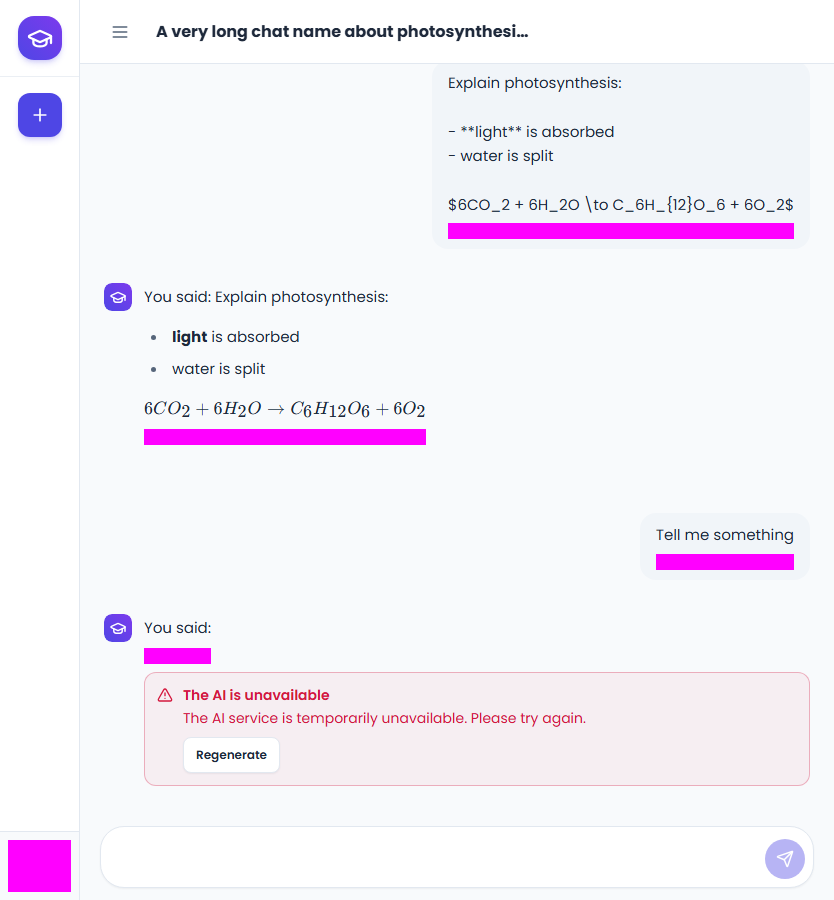 A very long chat name about photosynthesi...
Explain photosynthesis:
- **light** is absorbed
- water is split
$6CO_2 + 6H_2O \to C_6H_{12}O_6 + 6O_2$
You said: Explain photosynthesis:
• light is absorbed
• water is split
6CO₂ + 6H₂O → C₆H₁₂O₆ + 6O₂
Tell me something
You said:
The AI is unavailable
The AI service is temporarily unavailable. Please try again.
Regenerate